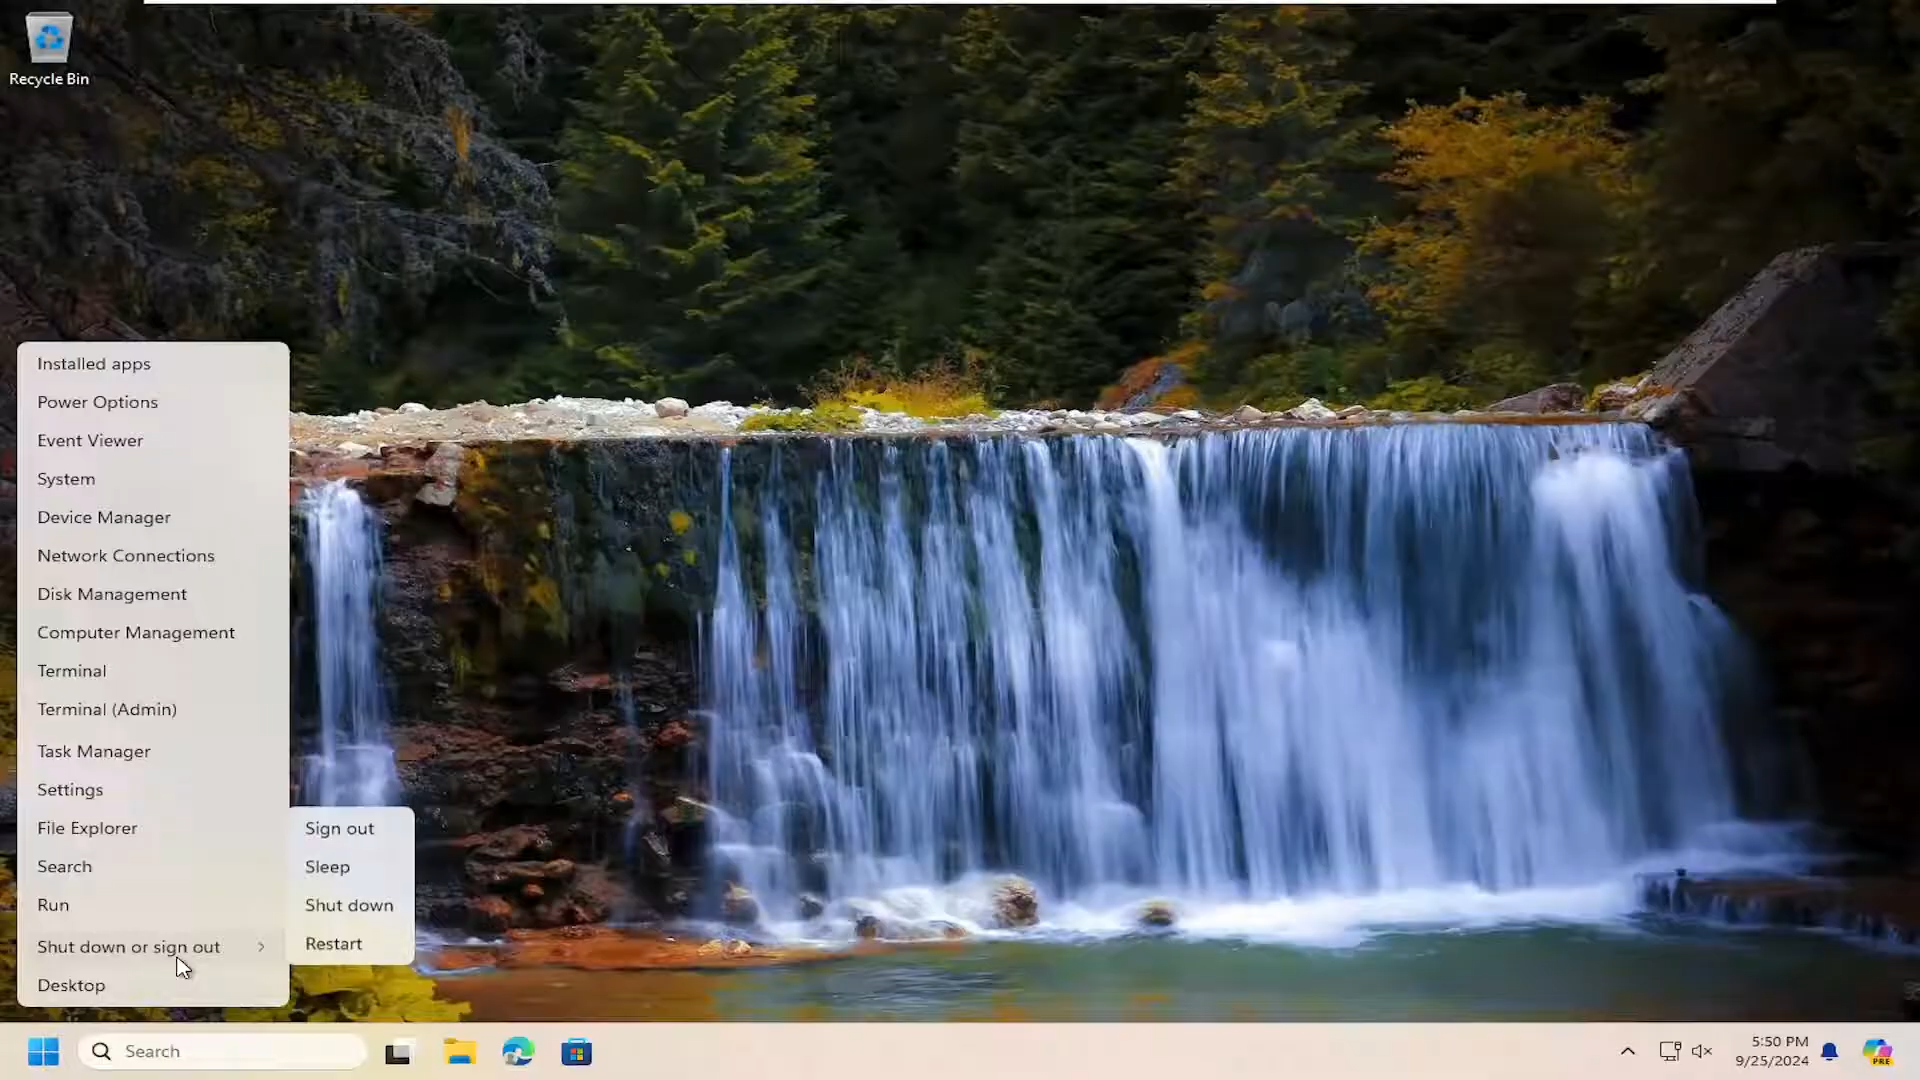 Recycle Bin
Installed apps
Power Options
Event Viewer
System
Device Manager
Network Connections
Disk Management
Computer Management
Terminal
Terminal (Admin)
Task Manager
Settings
File Explorer
Search
Run
Shut down or sign out
Desktop
Sign out
Sleep
Shut down
Restart
Search
5:50 PM
9/25/2024
PRE